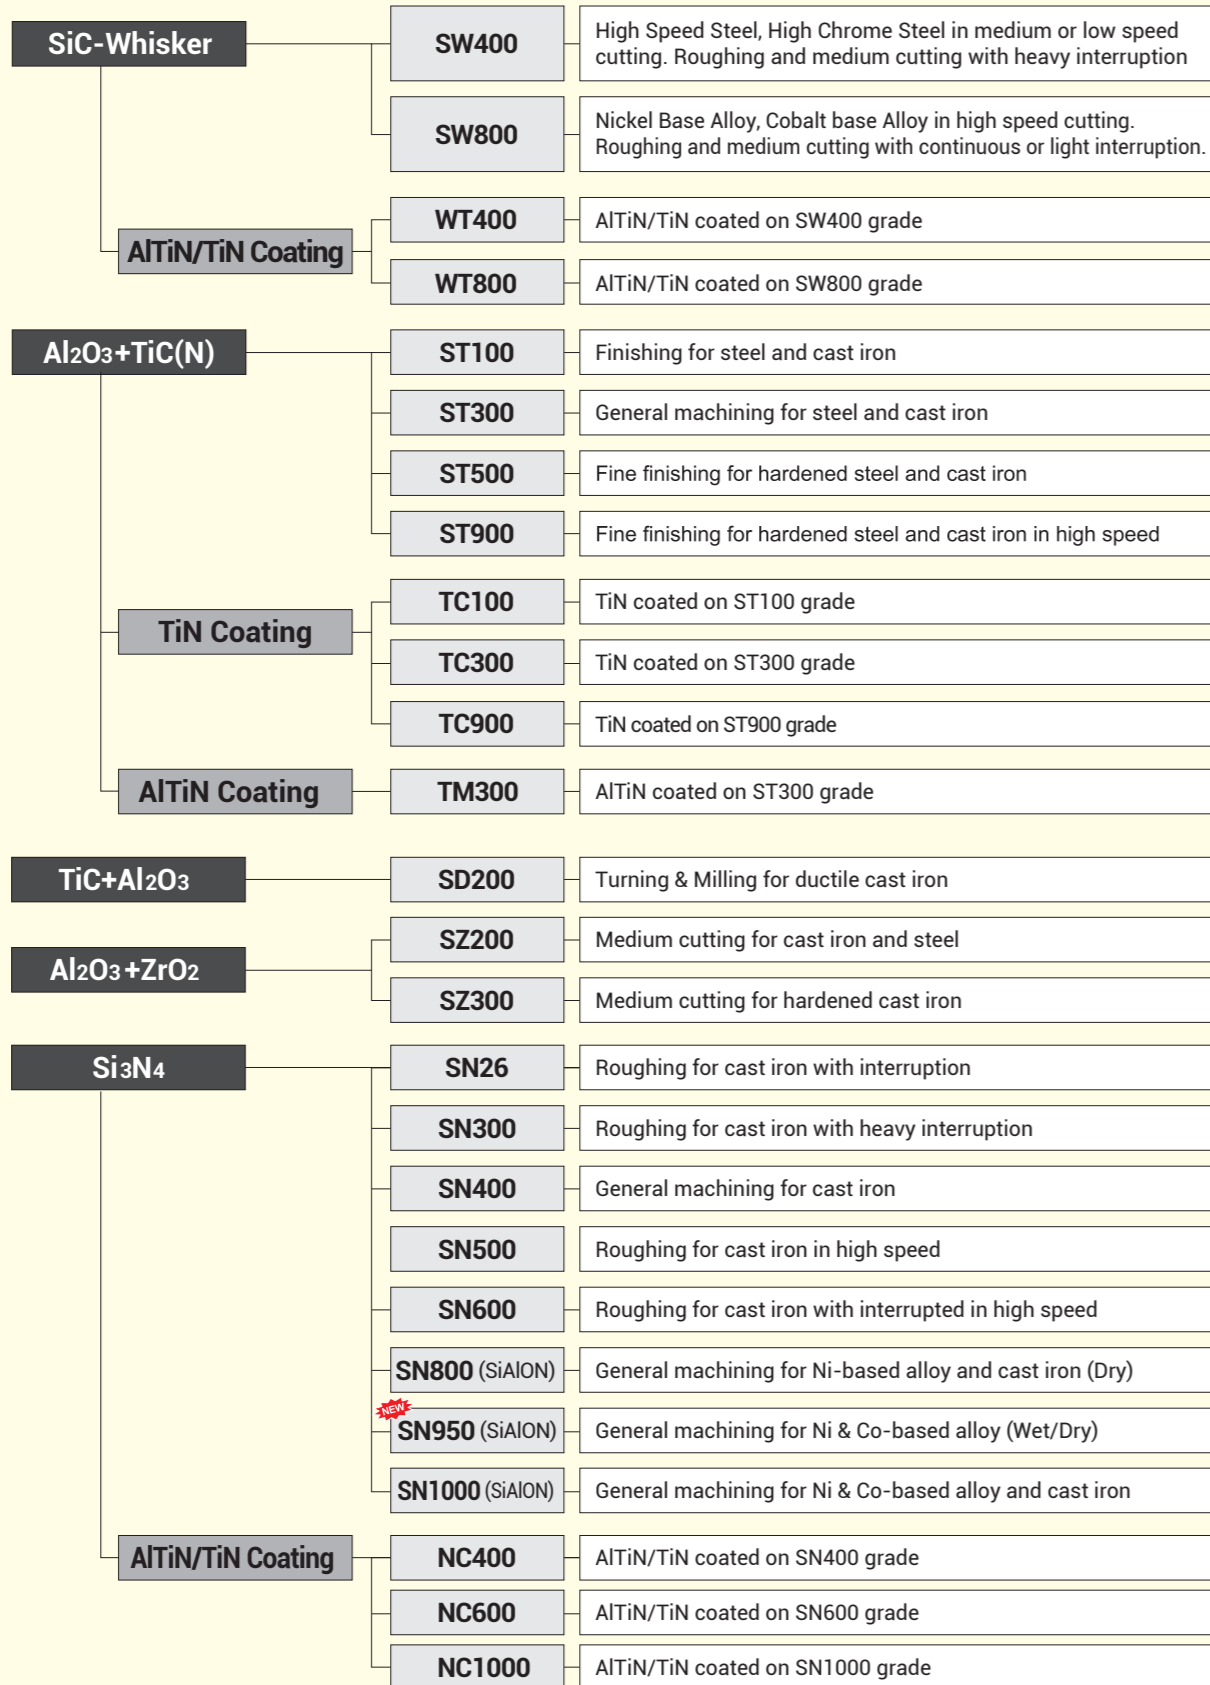 SiC-Whisker
SW400
High Speed Steel, High Chrome Steel in medium or low speed
cutting. Roughing and medium cutting with heavy interruption
SW800
Nickel Base Alloy, Cobalt base Alloy in high speed cutting.
Roughing and medium cutting with continuous or light interruption.
AlTiN/TiN Coating
WT400
AlTiN/TiN coated on SW400 grade
WT800
AlTiN/TiN coated on SW800 grade
Al2O3+TiC(N)
ST100
Finishing for steel and cast iron
ST300
General machining for steel and cast iron
ST500
Fine finishing for hardened steel and cast iron
ST900
Fine finishing for hardened steel and cast iron in high speed
TiN Coating
TC100
TiN coated on ST100 grade
TC300
TiN coated on ST300 grade
TC900
TiN coated on ST900 grade
AlTiN Coating
TM300
AlTiN coated on ST300 grade
TiC+Al2O3
SD200
Turning & Milling for ductile cast iron
Al2O3+ZrO2
SZ200
Medium cutting for cast iron and steel
SZ300
Medium cutting for hardened cast iron
Si3N4
SN26
Roughing for cast iron with interruption
SN300
Roughing for cast iron with heavy interruption
SN400
General machining for cast iron
SN500
Roughing for cast iron in high speed
SN600
Roughing for cast iron with interrupted in high speed
SN800 (SiAlON)
General machining for Ni-based alloy and cast iron (Dry)
NEW
SN950 (SiAlON)
General machining for Ni & Co-based alloy (Wet/Dry)
SN1000 (SiAlON)
General machining for Ni & Co-based alloy and cast iron
AlTiN/TiN Coating
NC400
AlTiN/TiN coated on SN400 grade
NC600
AlTiN/TiN coated on SN600 grade
NC1000
AlTiN/TiN coated on SN1000 grade